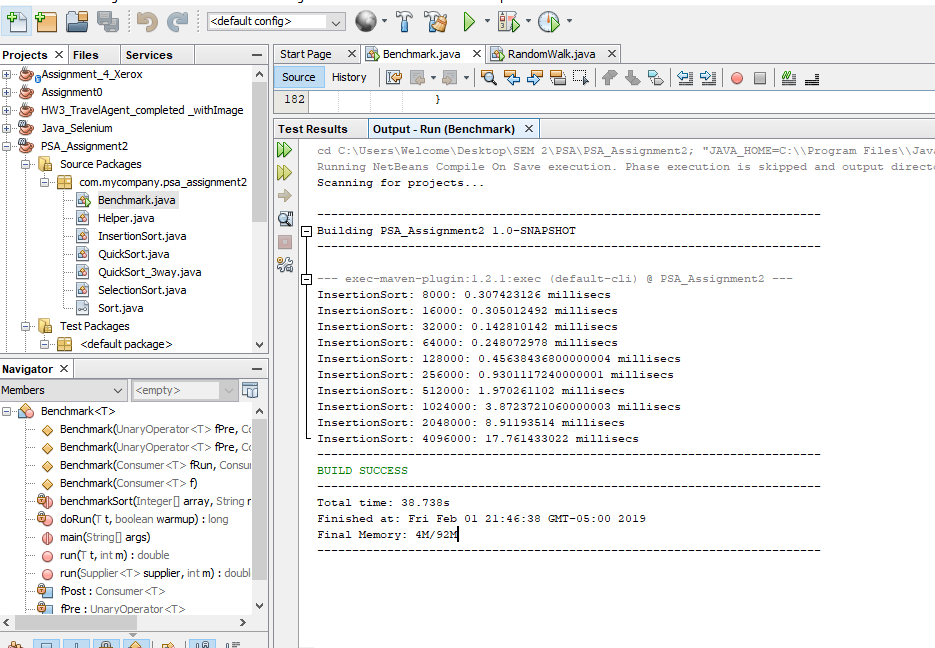 <default config>
Projects
Files
Services
Assignment_4_Xerox
Assignment0
HW3_TravelAgent_completed _withImage
Java_Selenium
PSA_Assignment2
Source Packages
com.mycompany.psa_assignment2
Benchmark.java
Helper.java
InsertionSort.java
QuickSort.java
QuickSort_3way.java
SelectionSort.java
Sort.java
Test Packages
<default package>
Navigator
Members
<empty>
Benchmark<T>
Benchmark(UnaryOperator<T> fPre,
Benchmark(UnaryOperator<T> fPre,
Benchmark(Consumer<T> fRun,
Benchmark(Consumer<T> f)
benchmarkSort(Integer[] array, String
doRun(T t, boolean warmup) : long
main(String[] args)
run(T t, int m) : double
run(Supplier<T> supplier, int m) : doubl
fPost : Consumer<T>
fPre : UnaryOperator<T>
Start Page
Benchmark.java
RandomWalk.java
Source
History
182 }
Test Results
Output - Run (Benchmark)
cd C:\Users\Welcome\Desktop\SEM 2\PSA\PSA_Assignment2; "JAVA_HOME=C:\\Program Files\\Java
Running NetBeans Compile On Save execution. Phase execution is skipped and output direct
Scanning for projects...
------------------------------------------------------------------------
Building PSA_Assignment2 1.0-SNAPSHOT
------------------------------------------------------------------------
--- exec-maven-plugin:1.2.1:exec (default-cli) @ PSA_Assignment2 ---
InsertionSort: 8000: 0.307423126 millisecs
InsertionSort: 16000: 0.305012492 millisecs
InsertionSort: 32000: 0.142810142 millisecs
InsertionSort: 64000: 0.248072978 millisecs
InsertionSort: 128000: 0.45638436800000004 millisecs
InsertionSort: 256000: 0.9301117240000001 millisecs
InsertionSort: 512000: 1.970261102 millisecs
InsertionSort: 1024000: 3.8723721060000003 millisecs
InsertionSort: 2048000: 8.91193514 millisecs
InsertionSort: 4096000: 17.761433022 millisecs
------------------------------------------------------------------------
BUILD SUCCESS
------------------------------------------------------------------------
Total time: 38.738s
Finished at: Fri Feb 01 21:46:38 GMT-05:00 2019
Final Memory: 4M/92M
------------------------------------------------------------------------